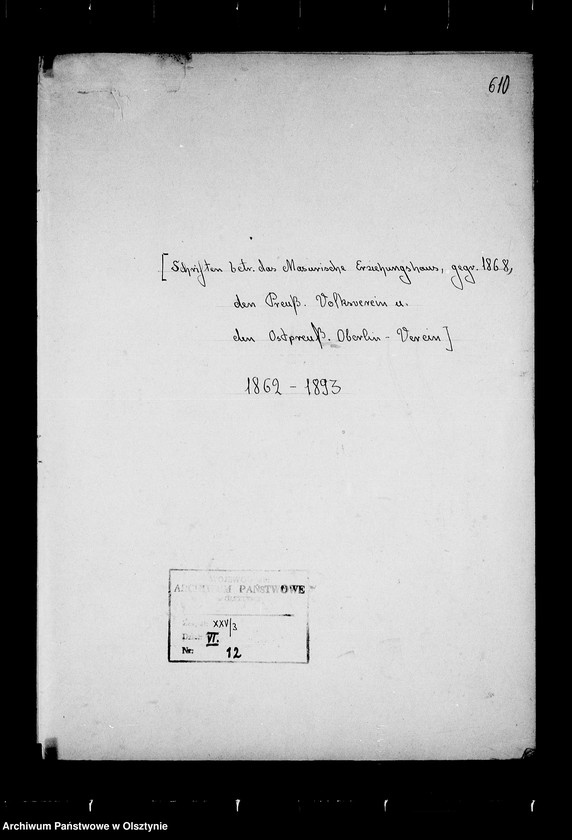 610
[Schriften betr. das Masurische Erziehungshaus, gegr. 1868,
den Preuß. Volksverein u.
den Ostpreuß. Oberlin - Verein]
1862 - 1893
ARCHIWUM PAŃSTWOWE
XXV/3
VI.
Nr: 12
Archiwum Państwowe w Olsztynie